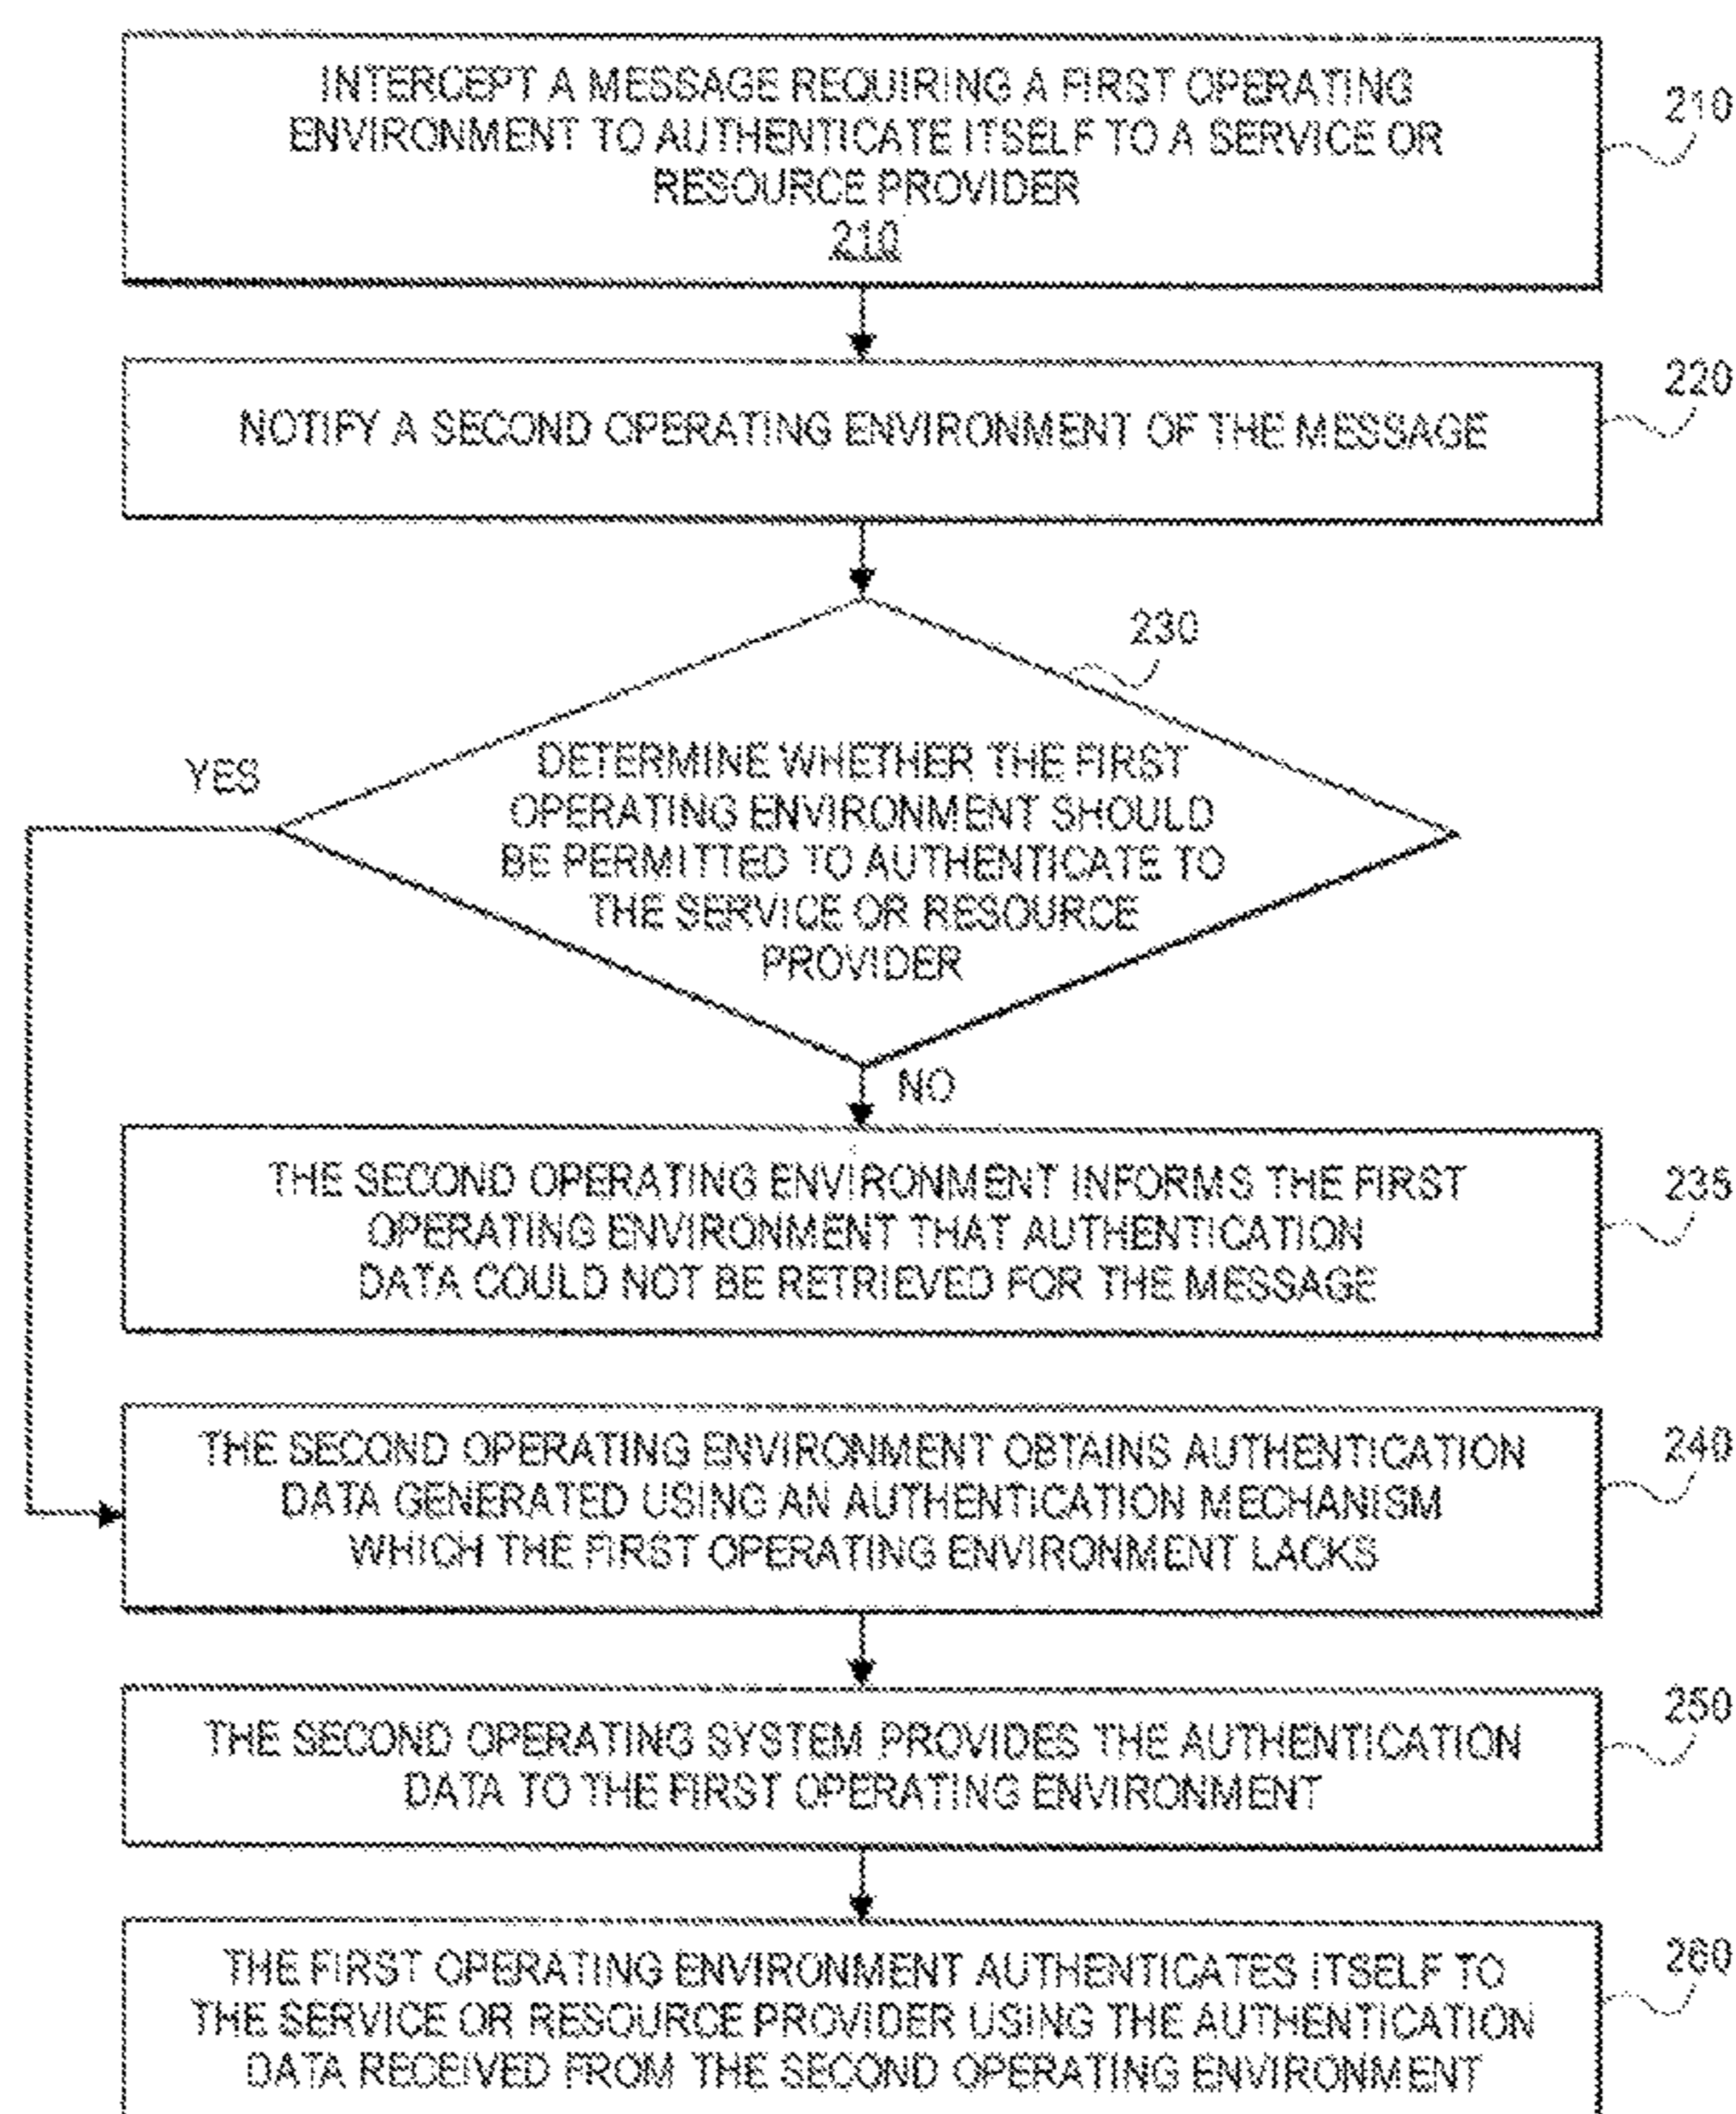 INTERCEPT A MESSAGE REQUIRING A FIRST OPERATING
ENVIRONMENT TO AUTHENTICATE ITSELF TO A SERVICE OR
RESOURCE PROVIDER
210
210
NOTIFY A SECOND OPERATING ENVIRONMENT OF THE MESSAGE
220
230
DETERMINE WHETHER THE FIRST
OPERATING ENVIRONMENT SHOULD
BE PERMITTED TO AUTHENTICATE TO
THE SERVICE OR RESOURCE
PROVIDER
YES
NO
THE SECOND OPERATING ENVIRONMENT INFORMS THE FIRST
OPERATING ENVIRONMENT THAT AUTHENTICATION
DATA COULD NOT BE RETRIEVED FOR THE MESSAGE
235
THE SECOND OPERATING ENVIRONMENT OBTAINS AUTHENTICATION
DATA GENERATED USING AN AUTHENTICATION MECHANISM
WHICH THE FIRST OPERATING ENVIRONMENT LACKS
240
THE SECOND OPERATING SYSTEM PROVIDES THE AUTHENTICATION
DATA TO THE FIRST OPERATING ENVIRONMENT
250
THE FIRST OPERATING ENVIRONMENT AUTHENTICATES ITSELF TO
THE SERVICE OR RESOURCE PROVIDER USING THE AUTHENTICATION
DATA RECEIVED FROM THE SECOND OPERATING ENVIRONMENT
260